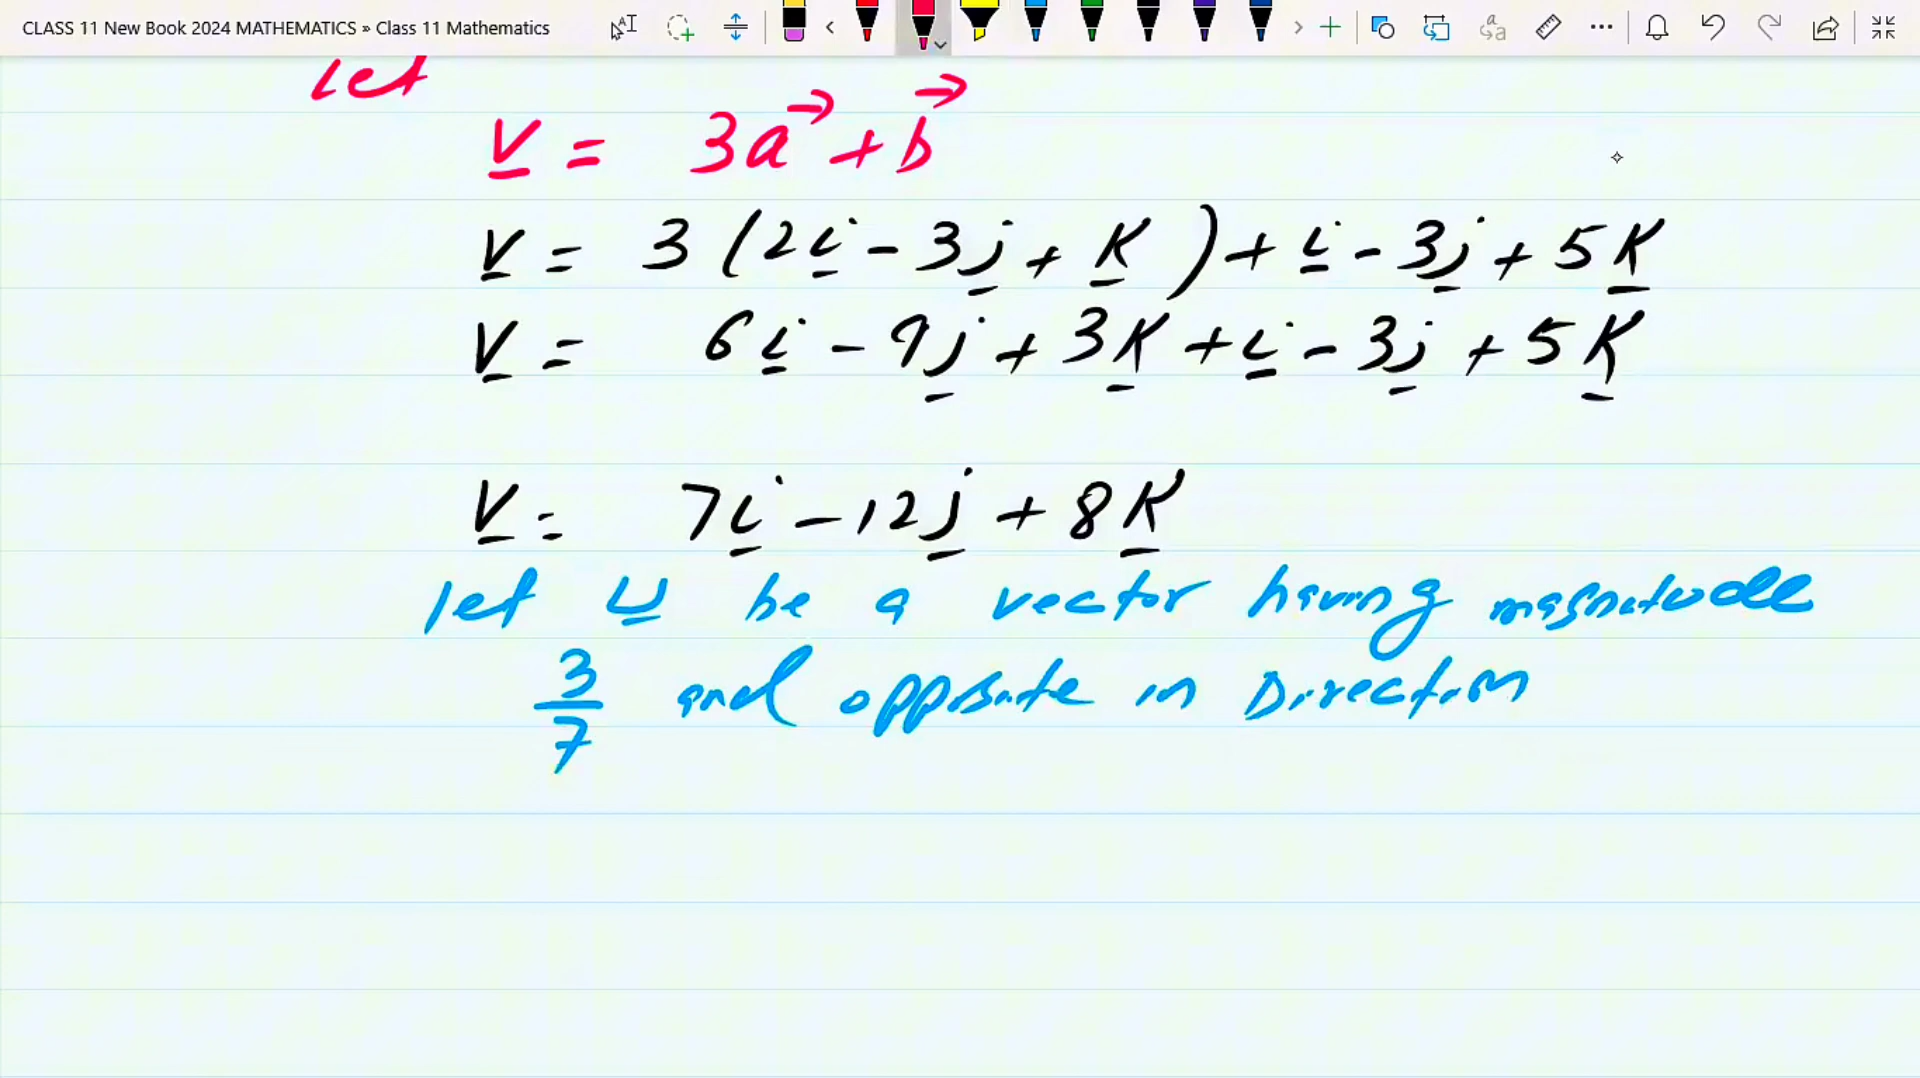 CLASS 11 New Book 2024 MATHEMATICS » Class 11 Mathematics
let
v = 3a⃗ + b⃗
v = 3 (2i - 3j + k) + i - 3j + 5k
v = 6i - 9j + 3k + i - 3j + 5k
v = 7i - 12j + 8k
let u be a vector having magnitude
3/7 and opposite in Direction